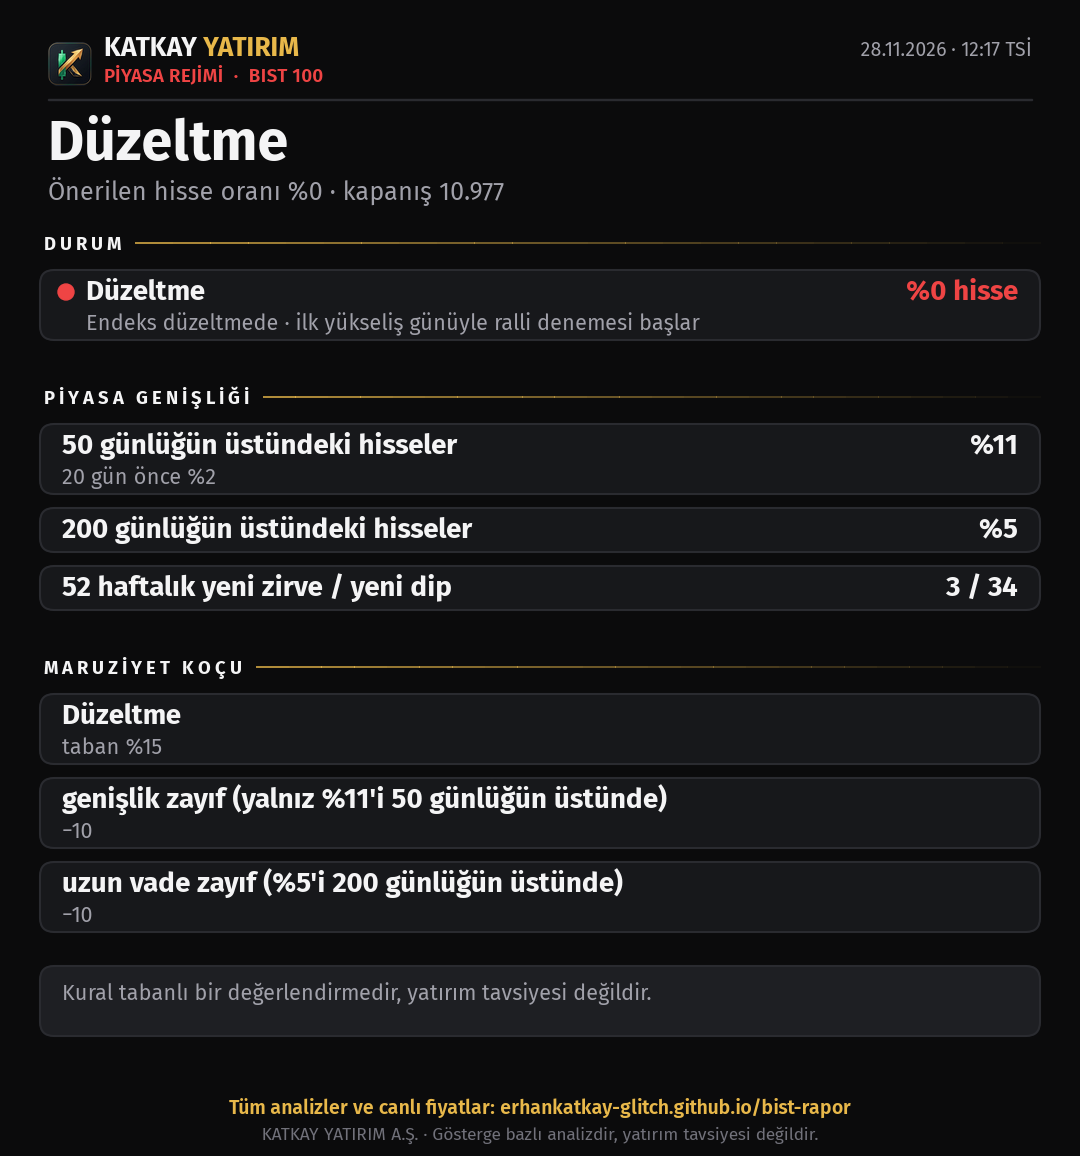 KATKAY YATIRIM
PİYASA REJİMİ · BIST 100
28.11.2026 · 12:17 TSİ
Düzeltme
Önerilen hisse oranı %0 · kapanış 10.977
DURUM
Düzeltme
%0 hisse
Endeks düzeltmede · ilk yükseliş günüyle ralli denemesi başlar
PİYASA GENİŞLİĞİ
50 günlüğün üstündeki hisseler
%11
20 gün önce %2
200 günlüğün üstündeki hisseler
%5
52 haftalık yeni zirve / yeni dip
3 / 34
MARUZİYET KOÇU
Düzeltme
taban %15
genişlik zayıf (yalnız %11'i 50 günlüğün üstünde)
−10
uzun vade zayıf (%5'i 200 günlüğün üstünde)
−10
Kural tabanlı bir değerlendirmedir, yatırım tavsiyesi değildir.
Tüm analizler ve canlı fiyatlar: erhankatkay-glitch.github.io/bist-rapor
KATKAY YATIRIM A.Ş. · Gösterge bazlı analizdir, yatırım tavsiyesi değildir.